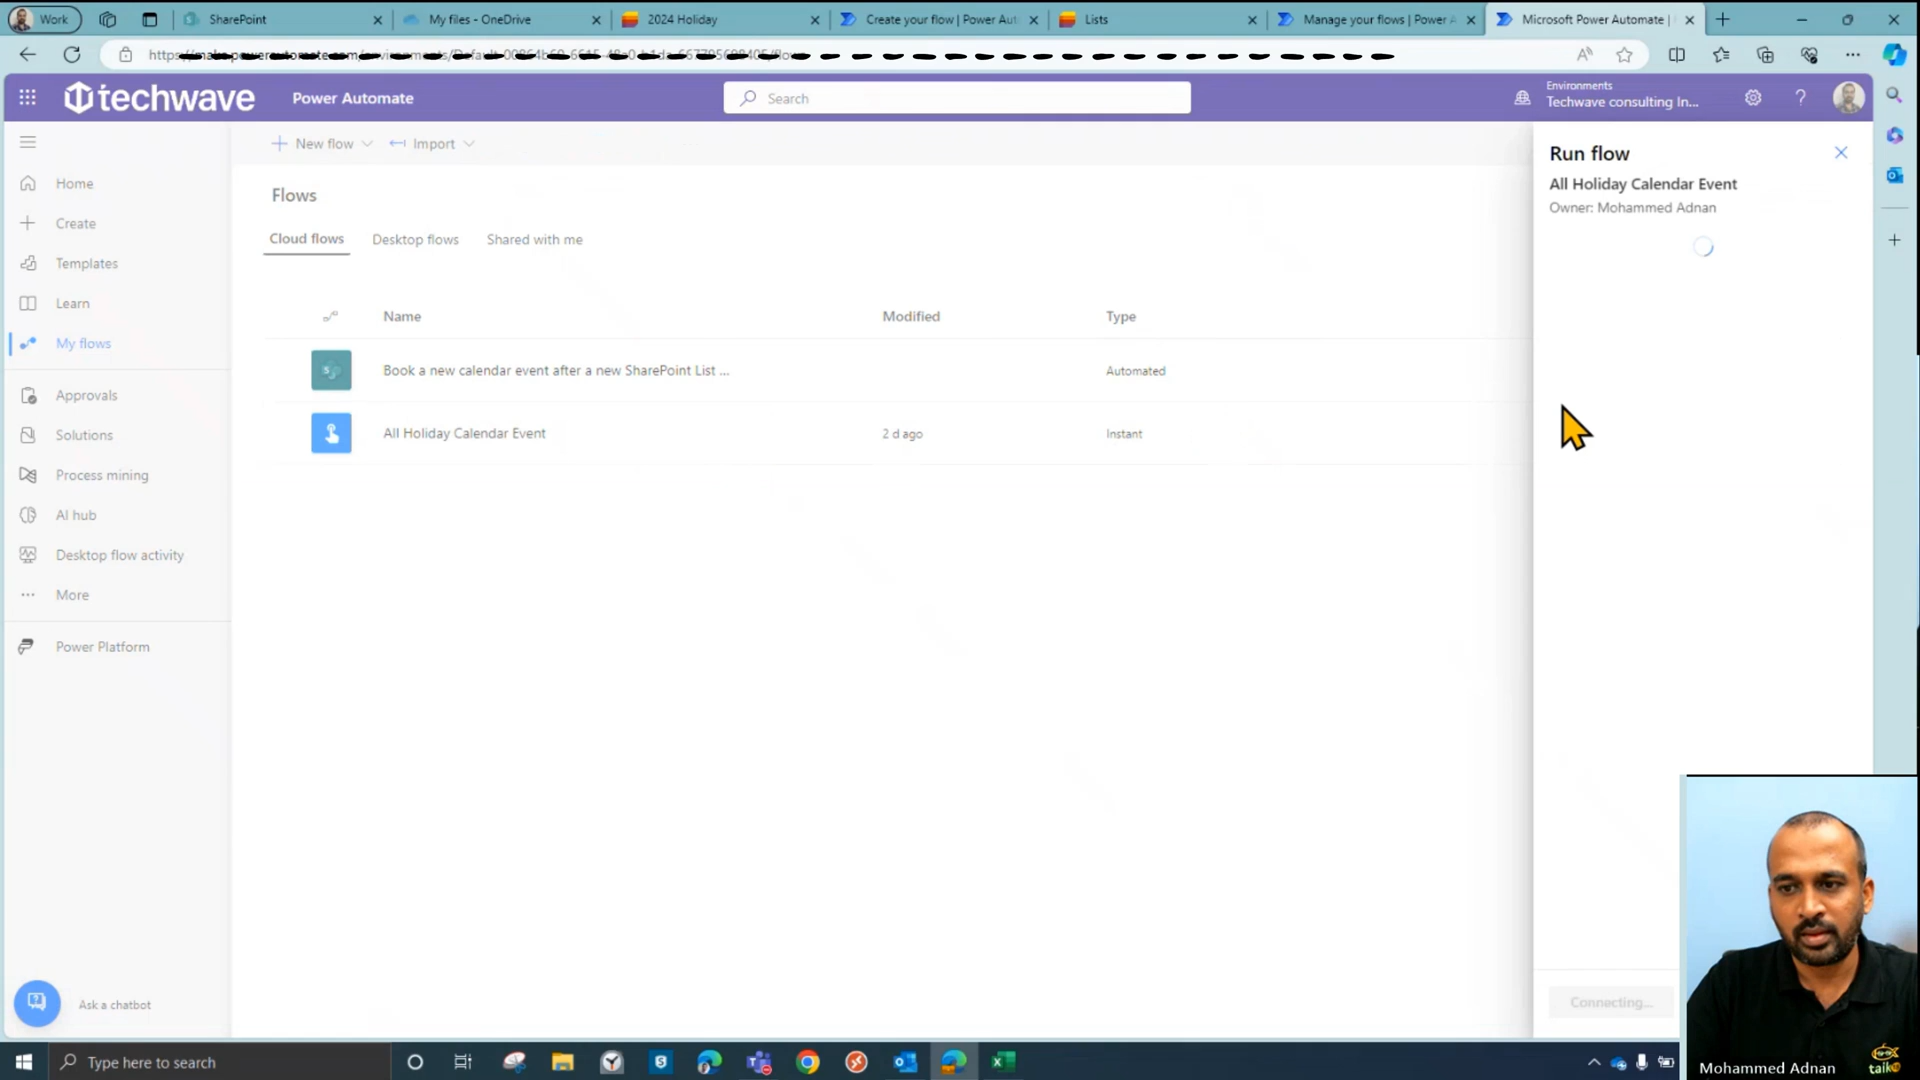 Work
SharePoint
My files - OneDrive
2024 Holiday
Create your flow | Power Aut
Lists
Manage your flows | Power A
Microsoft Power Automate |
techwave
Power Automate
Search
Environments
Techwave consulting In...
New flow
Import
Run flow
All Holiday Calendar Event
Owner: Mohammed Adnan
Home
Create
Templates
Learn
My flows
Approvals
Solutions
Process mining
AI hub
Desktop flow activity
More
Power Platform
Ask a chatbot
Flows
Cloud flows
Desktop flows
Shared with me
Name
Modified
Type
Book a new calendar event after a new SharePoint List ...
Automated
All Holiday Calendar Event
2 d ago
Instant
Connecting...
Type here to search
Mohammed Adnan